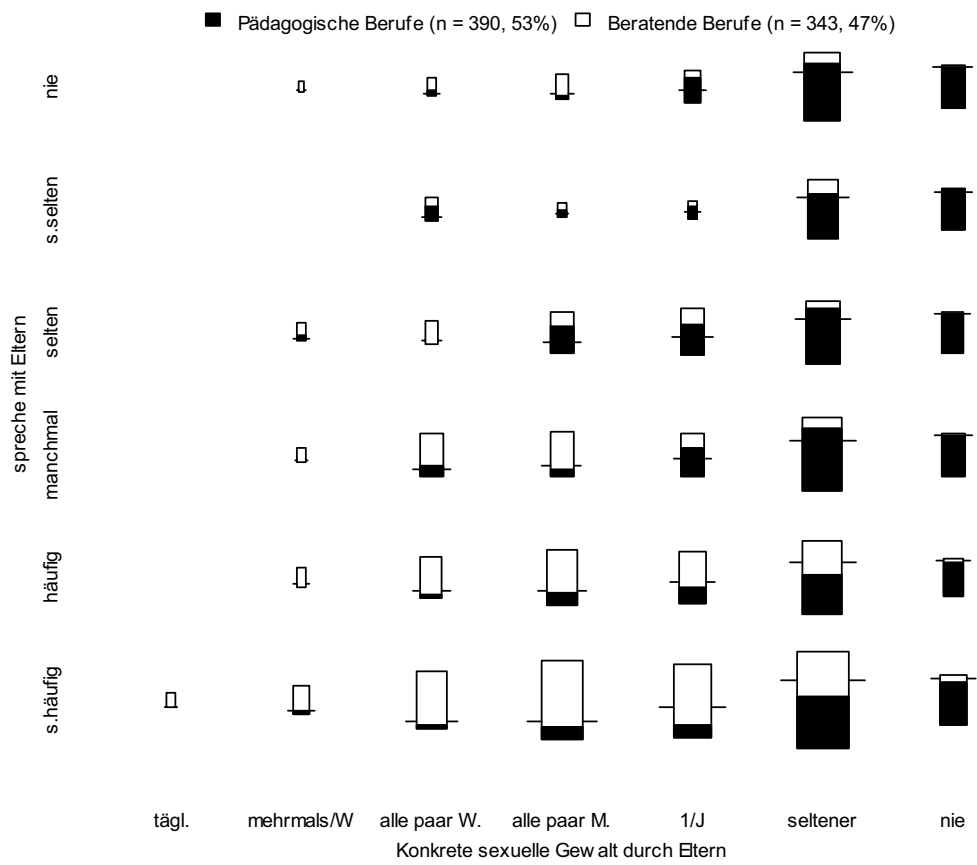 Pädagogische Berufe (n = 390, 53%) Beratende Berufe (n = 343, 47%)
nie
s.selten
selten
manchmal
häufig
s.häufig
spreche mit Eltern
tägl. mehrmals/W alle paar W. alle paar M. 1/J seltener nie
Konkrete sexuelle Gewalt durch Eltern